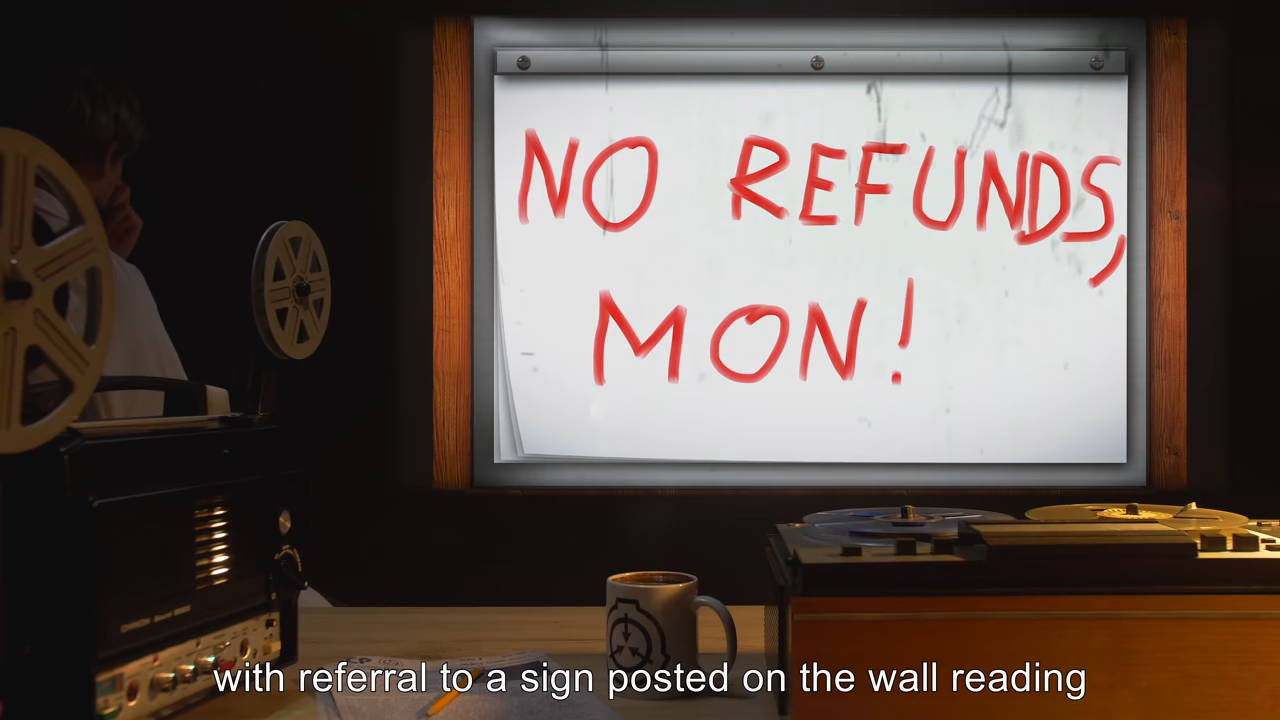 NO REFUNDS,
MON!
with referral to a sign posted on the wall reading